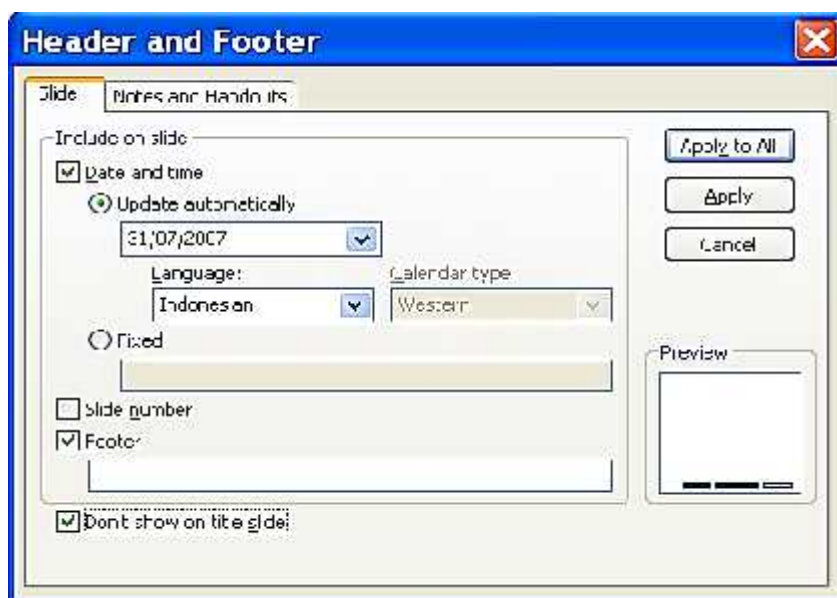 Header and Footer
Slide
Notes and Handouts
Include on slide
Date and time
Update automatically
31/07/2007
Language:
Calendar type
Indonesian
Western
Fixed
Slide number
Footer
Don't show on title slide
Apply to All
Apply
Cancel
Preview